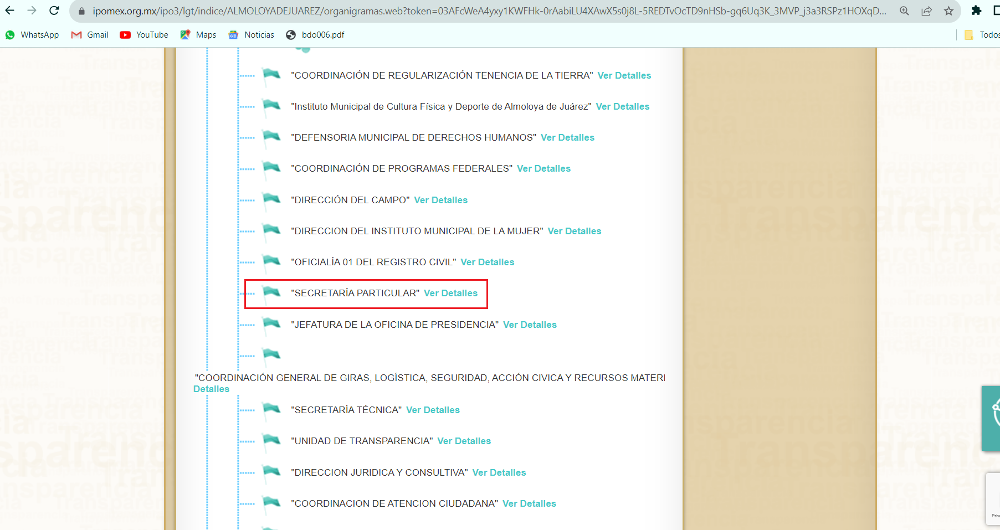 ipomex.org.mx/ipo3/lgt/indice/ALMOLOYADEJUAREZ/organigramas.web?token=03AFcWeA4yxy1KWFHk-0rAabiLU4XAwX5s0j8L-5REDTvOcTD9nHSb-gq6Uq3K_3MVP_j3a3RSPz1HOXqD...
WhatsApp Gmail YouTube Maps Noticias bdo006.pdf Todos
"COORDINACIÓN DE REGULARIZACIÓN TENENCIA DE LA TIERRA" Ver Detalles
"Instituto Municipal de Cultura Física y Deporte de Almoloya de Juárez" Ver Detalles
"DEFENSORIA MUNICIPAL DE DERECHOS HUMANOS" Ver Detalles
"COORDINACIÓN DE PROGRAMAS FEDERALES" Ver Detalles
"DIRECCIÓN DEL CAMPO" Ver Detalles
"DIRECCION DEL INSTITUTO MUNICIPAL DE LA MUJER" Ver Detalles
"OFICIALÍA 01 DEL REGISTRO CIVIL" Ver Detalles
"SECRETARÍA PARTICULAR" Ver Detalles
"JEFATURA DE LA OFICINA DE PRESIDENCIA" Ver Detalles
"COORDINACIÓN GENERAL DE GIRAS, LOGÍSTICA, SEGURIDAD, ACCIÓN CIVICA Y RECURSOS MATERI
Detalles
"SECRETARÍA TÉCNICA" Ver Detalles
"UNIDAD DE TRANSPARENCIA" Ver Detalles
"DIRECCION JURIDICA Y CONSULTIVA" Ver Detalles
"COORDINACION DE ATENCION CIUDADANA" Ver Detalles